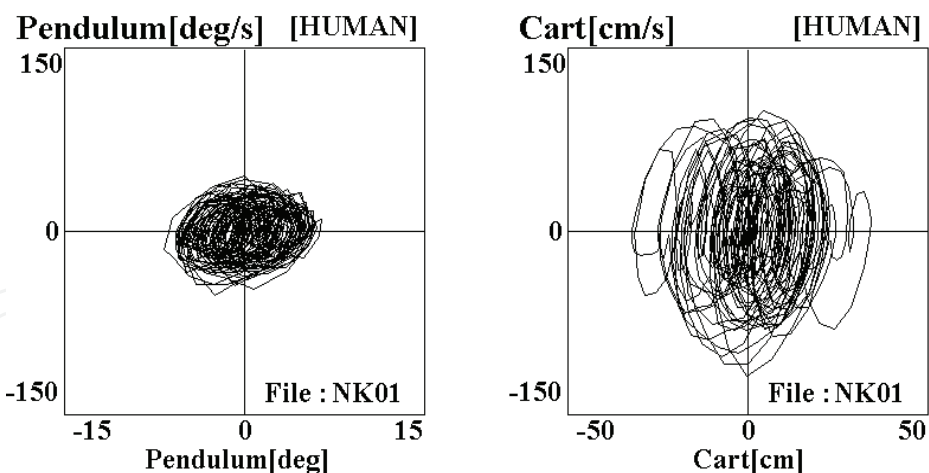 Pendulum[deg/s] [HUMAN]
150
0
-150
File : NK01
-15 0 15
Pendulum[deg]
Cart[cm/s] [HUMAN]
150
0
-150
File : NK01
-50 0 50
Cart[cm]